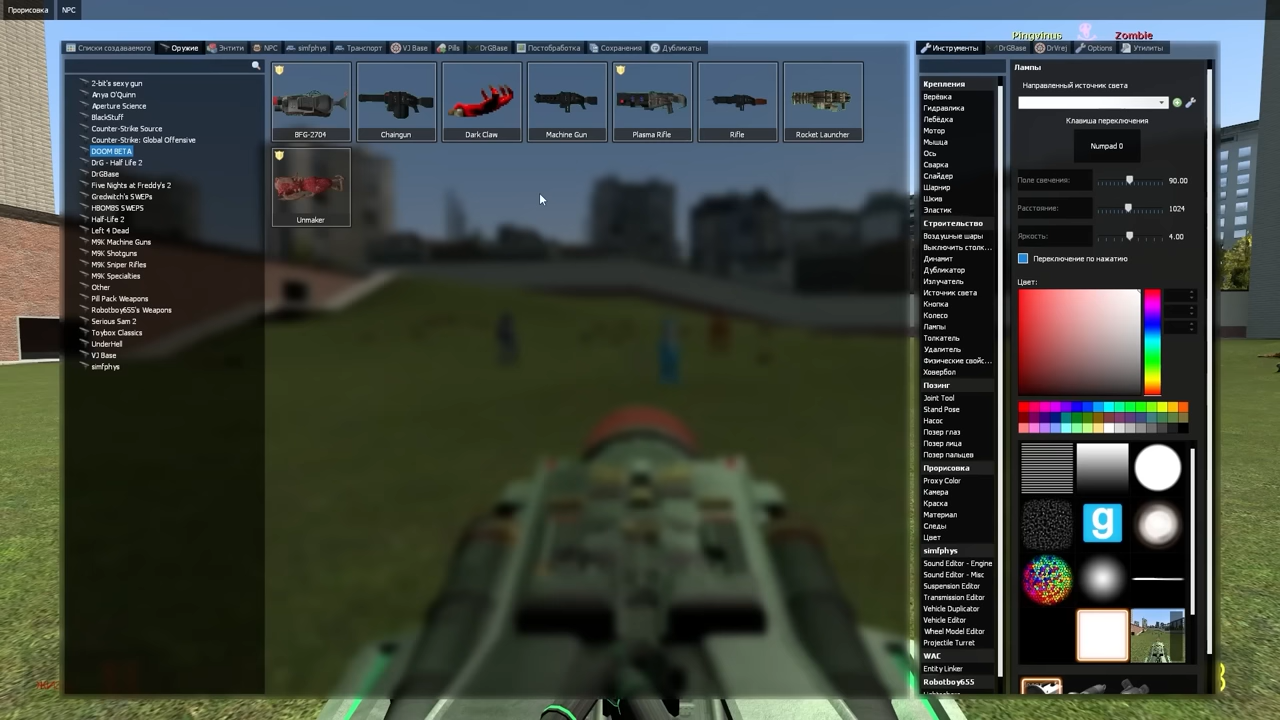 Прорисовка NPC
Pingvinus Zombie
Списки создаваемого Оружие Энтити NPC simfphys Транспорт VJ Base Pills DrGBase Постобработка Сохранения Дубликаты
Инструменты DrGBase DrVrej Options Утилиты
2-bit's sexy gun
Anya O'Quinn
Aperture Science
BlackStuff
Counter-Strike Source
Counter-Strike: Global Offensive
DOOM BETA
DrG - Half Life 2
DrGBase
Five Nights at Freddy's 2
Gredwitch's SWEPs
HBOMBS SWEPS
Half-Life 2
Left 4 Dead
M9K Machine Guns
M9K Shotguns
M9K Sniper Rifles
M9K Specialties
Other
Pill Pack Weapons
Robotboy655's Weapons
Serious Sam 2
Toybox Classics
UnderHell
VJ Base
simfphys
BFG-2704 Chaingun Dark Claw Machine Gun Plasma Rifle Rifle Rocket Launcher
Unmaker
Крепления
Верёвка
Гидравлика
Лебёдка
Мотор
Мышца
Ось
Сварка
Слайдер
Шарнир
Шкив
Эластик
Строительство
Воздушные шары
Выключить столк...
Динамит
Дубликатор
Излучатель
Источник света
Кнопка
Колесо
Лампы
Толкатель
Удалитель
Физические свойс...
Ховербол
Позинг
Joint Tool
Stand Pose
Насос
Позер глаз
Позер лица
Позер пальцев
Прорисовка
Proxy Color
Камера
Краска
Материал
Следы
Цвет
simfphys
Sound Editor - Engine
Sound Editor - Misc
Suspension Editor
Transmission Editor
Vehicle Duplicator
Vehicle Editor
Wheel Model Editor
Projectile Turret
WAC
Entity Linker
Robotboy655
Лампы
Направленный источник света
Клавиша переключения
Numpad 0
Поле свечения: 90.00
Расстояние: 1024
Яркость: 4.00
Переключение по нажатию
Цвет:
g